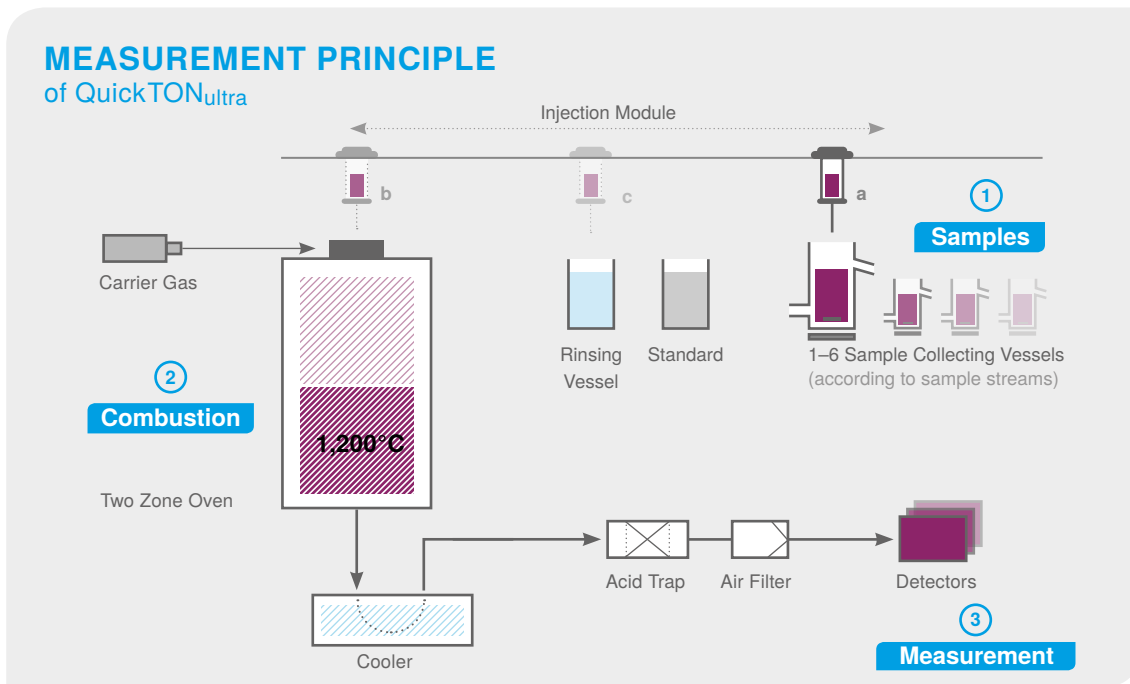 MEASUREMENT PRINCIPLE
of QuickTONultra
Injection Module
b
c
a
1
Samples
Carrier Gas
Rinsing
Vessel
Standard
1–6 Sample Collecting Vessels
(according to sample streams)
2
Combustion
1,200°C
Two Zone Oven
Acid Trap
Air Filter
Detectors
3
Measurement
Cooler